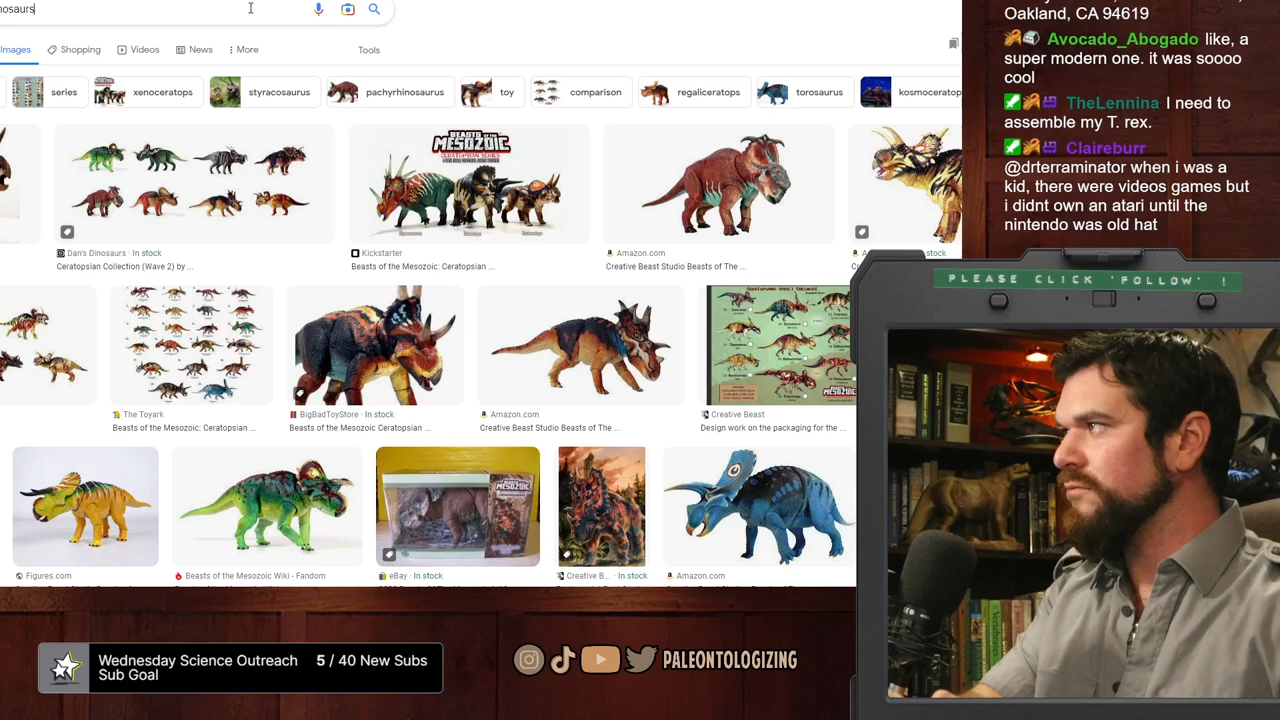 nosaurs
Images
Shopping
Videos
News
More
Tools
series
xenoceratops
styracosaurus
pachyrhinosaurus
toy
comparison
regaliceratops
torosaurus
kosmoceratop
BEASTS OF THE
MESOZOIC
Dan's Dinosaurs · In stock
Ceratopsian Collection (Wave 2) by ...
Kickstarter
Beasts of the Mesozoic: Ceratopsian ...
Amazon.com
Creative Beast Studio Beasts of The ...
stock
The Toyark
Beasts of the Mesozoic: Ceratopsian ...
BigBadToyStore · In stock
Beasts of the Mesozoic Ceratopsian ...
Amazon.com
Creative Beast Studio Beasts of The ...
MESOZOIC
Creative Beast
Design work on the packaging for the ...
Figures.com
Beasts of the Mesozoic Wiki - Fandom
eBay · In stock
Creative B... · In stock
Amazon.com
Oakland, CA 94619
Avocado_Abogado like, a
super modern one. it was soooo
cool
TheLennina I need to
assemble my T. rex.
Claireburr
@drterraminator when i was a
kid, there were videos games but
i didnt own an atari until the
nintendo was old hat
PLEASE CLICK 'FOLLOW' !
Wednesday Science Outreach 5 / 40 New Subs
Sub Goal
PALEONTOLOGIZING